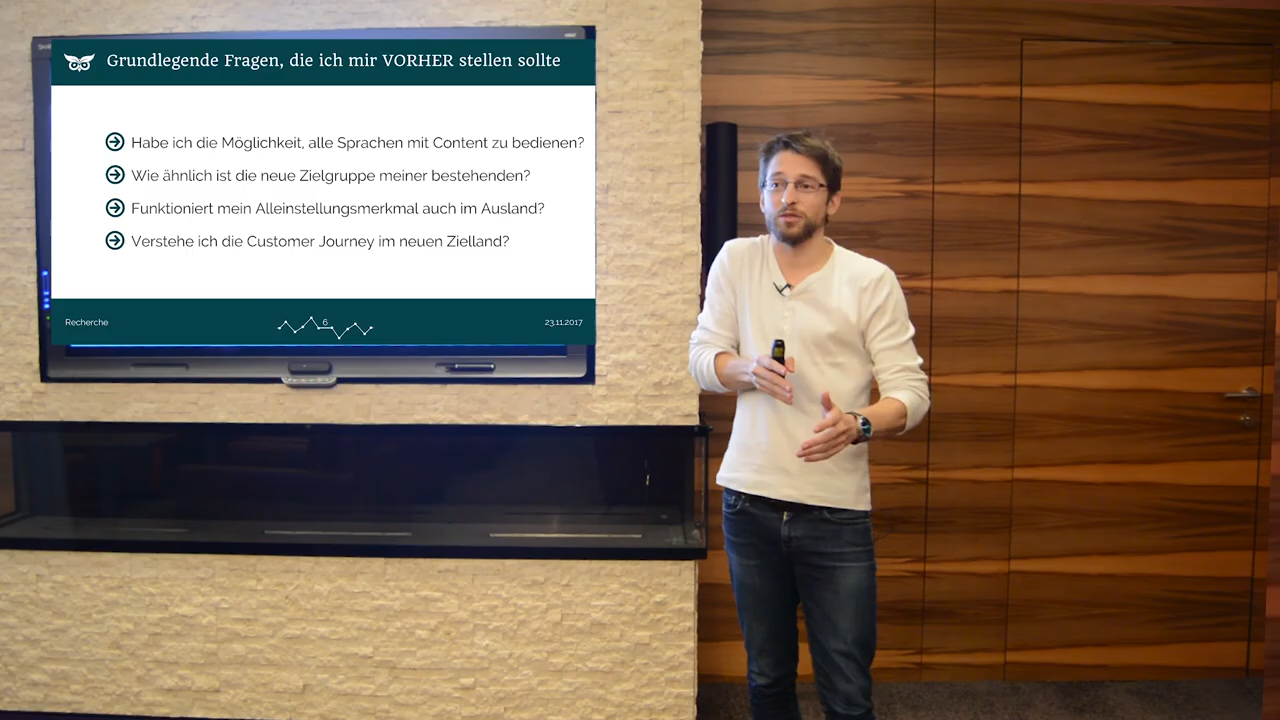 Grundlegende Fragen, die ich mir VORHER stellen sollte
Habe ich die Möglichkeit, alle Sprachen mit Content zu bedienen?
Wie ähnlich ist die neue Zielgruppe meiner bestehenden?
Funktioniert mein Alleinstellungsmerkmal auch im Ausland?
Verstehe ich die Customer Journey im neuen Zielland?
Recherche
6
23.11.2017